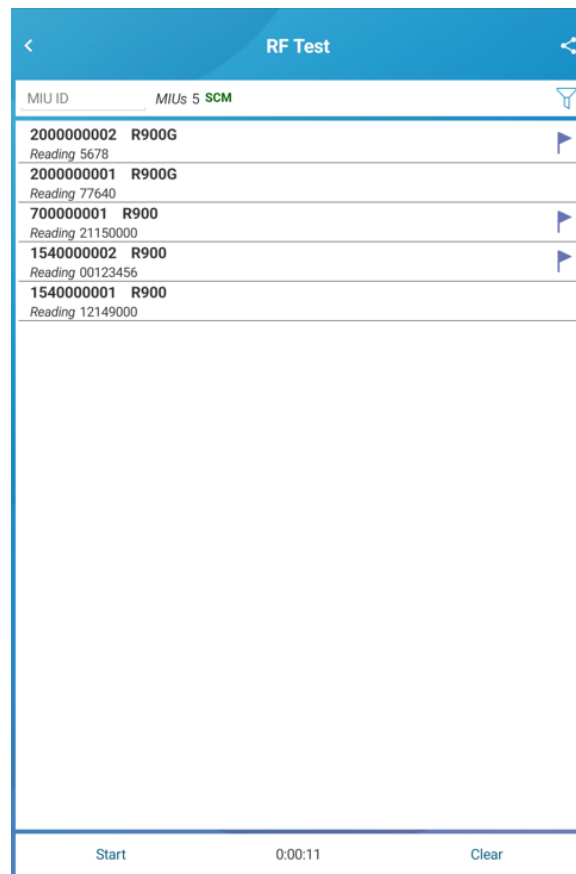 RF Test
MIU ID MIUs 5 SCM
2000000002 R900G
Reading 5678
2000000001 R900G
Reading 77640
700000001 R900
Reading 21150000
1540000002 R900
Reading 00123456
1540000001 R900
Reading 12149000
Start 0:00:11 Clear